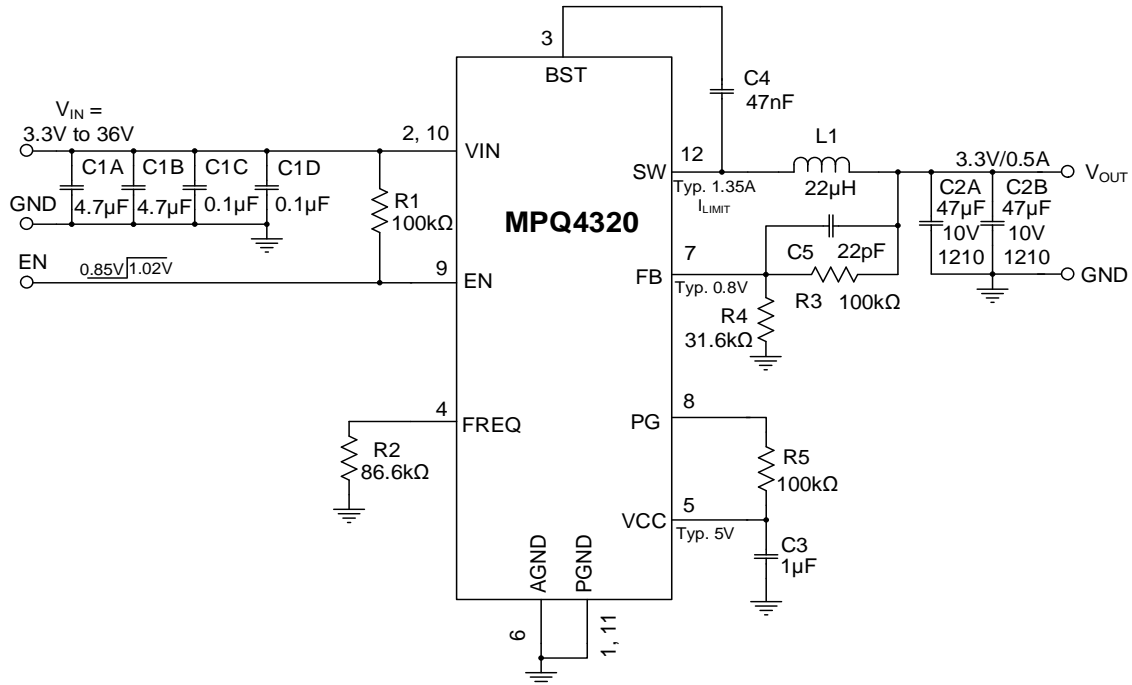 3
BST
C4
47nF
V_IN =
3.3V to 36V
2, 10
VIN
C1A
C1B
C1C
C1D
4.7µF
4.7µF
0.1µF
0.1µF
GND
R1
100kΩ
MPQ4320
12
SW
Typ. 1.35A
I_LIMIT
L1
22µH
3.3V/0.5A
V_OUT
C2A
47µF
10V
1210
C2B
47µF
10V
1210
GND
EN
0.85V
1.02V
9
EN
7
FB
Typ. 0.8V
C5
22pF
R3
100kΩ
R4
31.6kΩ
4
FREQ
R2
86.6kΩ
8
PG
R5
100kΩ
5
VCC
Typ. 5V
C3
1µF
AGND
PGND
6
1, 11